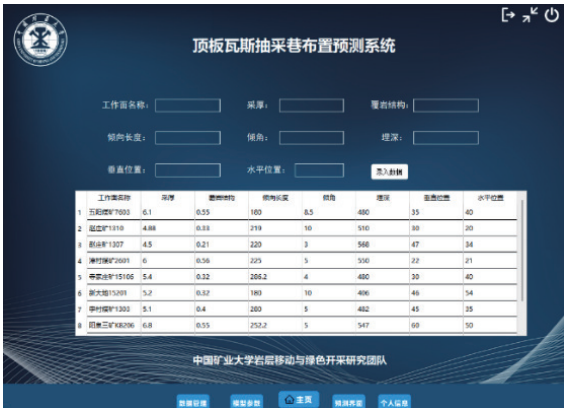 顶板瓦斯抽采巷布置预测系统
工作面名称: 采厚: 覆岩结构:
倾向长度: 倾角: 埋深:
垂直位置: 水平位置: 录入数据
工作面名称 采厚 覆岩结构 倾向长度 倾角 埋深 垂直位置 水平位置
1 五阳煤矿7603 6.1 0.55 180 8.5 480 35 40
2 赵庄矿1310 4.88 0.33 219 10 510 30 20
3 赵庄矿1307 4.5 0.21 220 3 568 47 34
4 漳村煤矿2601 6 0.56 225 5 550 22 21
5 寺家庄矿15106 5.4 0.32 286.2 4 480 30 40
6 新大地15201 5.2 0.32 180 10 406 46 54
7 李村煤矿1303 5.1 0.4 200 5 482 45 35
8 阳泉三矿K8206 6.8 0.55 252.2 5 547 60 50
中国矿业大学岩层移动与绿色开采研究团队
数据管理 模型参数 主页 预测界面 个人信息